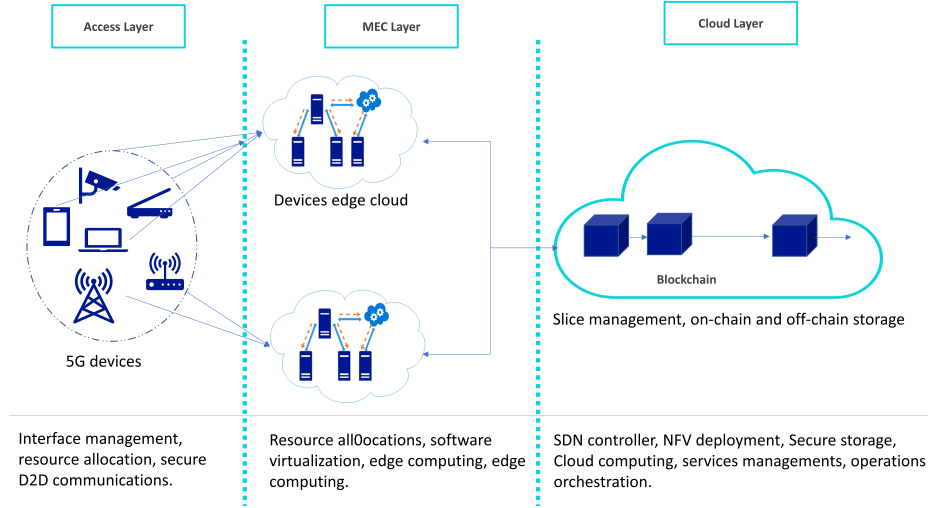 Access Layer
MEC Layer
Cloud Layer
Devices edge cloud
Blockchain
Slice management, on-chain and off-chain storage
5G devices
Interface management,
resource allocation, secure
D2D communications.
Resource all0ocations, software
virtualization, edge computing, edge
computing.
SDN controller, NFV deployment, Secure storage,
Cloud computing, services managements, operations
orchestration.